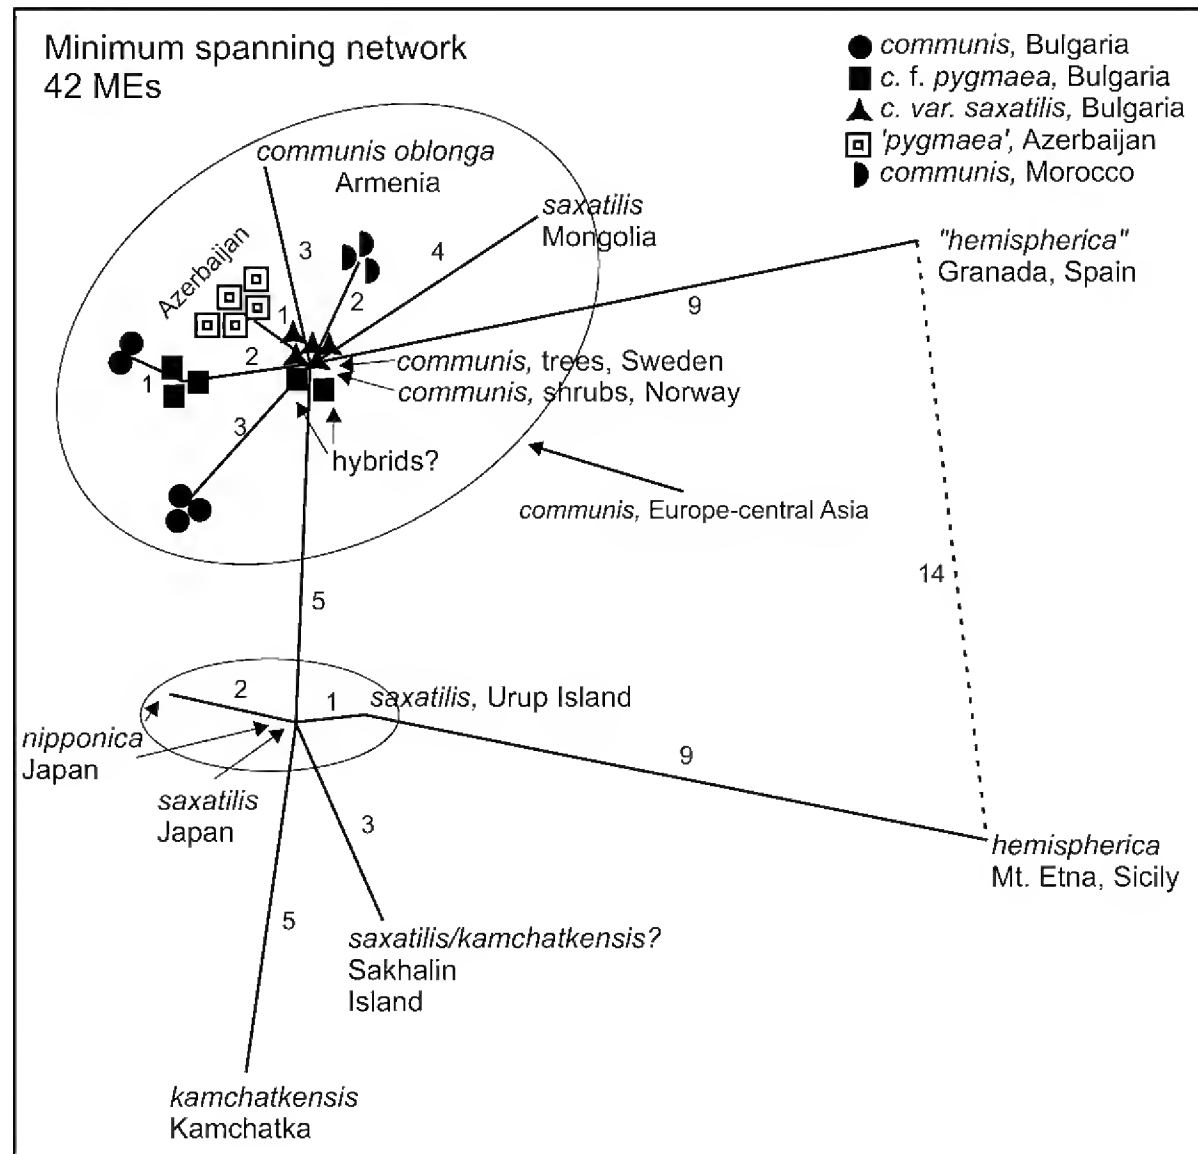 Minimum spanning network
42 MEs
communis, Bulgaria
c. f. pygmaea, Bulgaria
c. var. saxatilis, Bulgaria
'pygmaea', Azerbaijan
communis, Morocco
communis oblonga
Armenia
saxatilis
Mongolia
"hemispherica"
Granada, Spain
Azerbaijan
3
4
9
1
2
2
1
communis, trees, Sweden
communis, shrubs, Norway
3
hybrids?
communis, Europe-central Asia
14
5
2
1
saxatilis, Urup Island
nipponica
Japan
9
saxatilis
Japan
3
hemispherica
Mt. Etna, Sicily
5
saxatilis/kamchatkensis?
Sakhalin
Island
kamchatkensis
Kamchatka